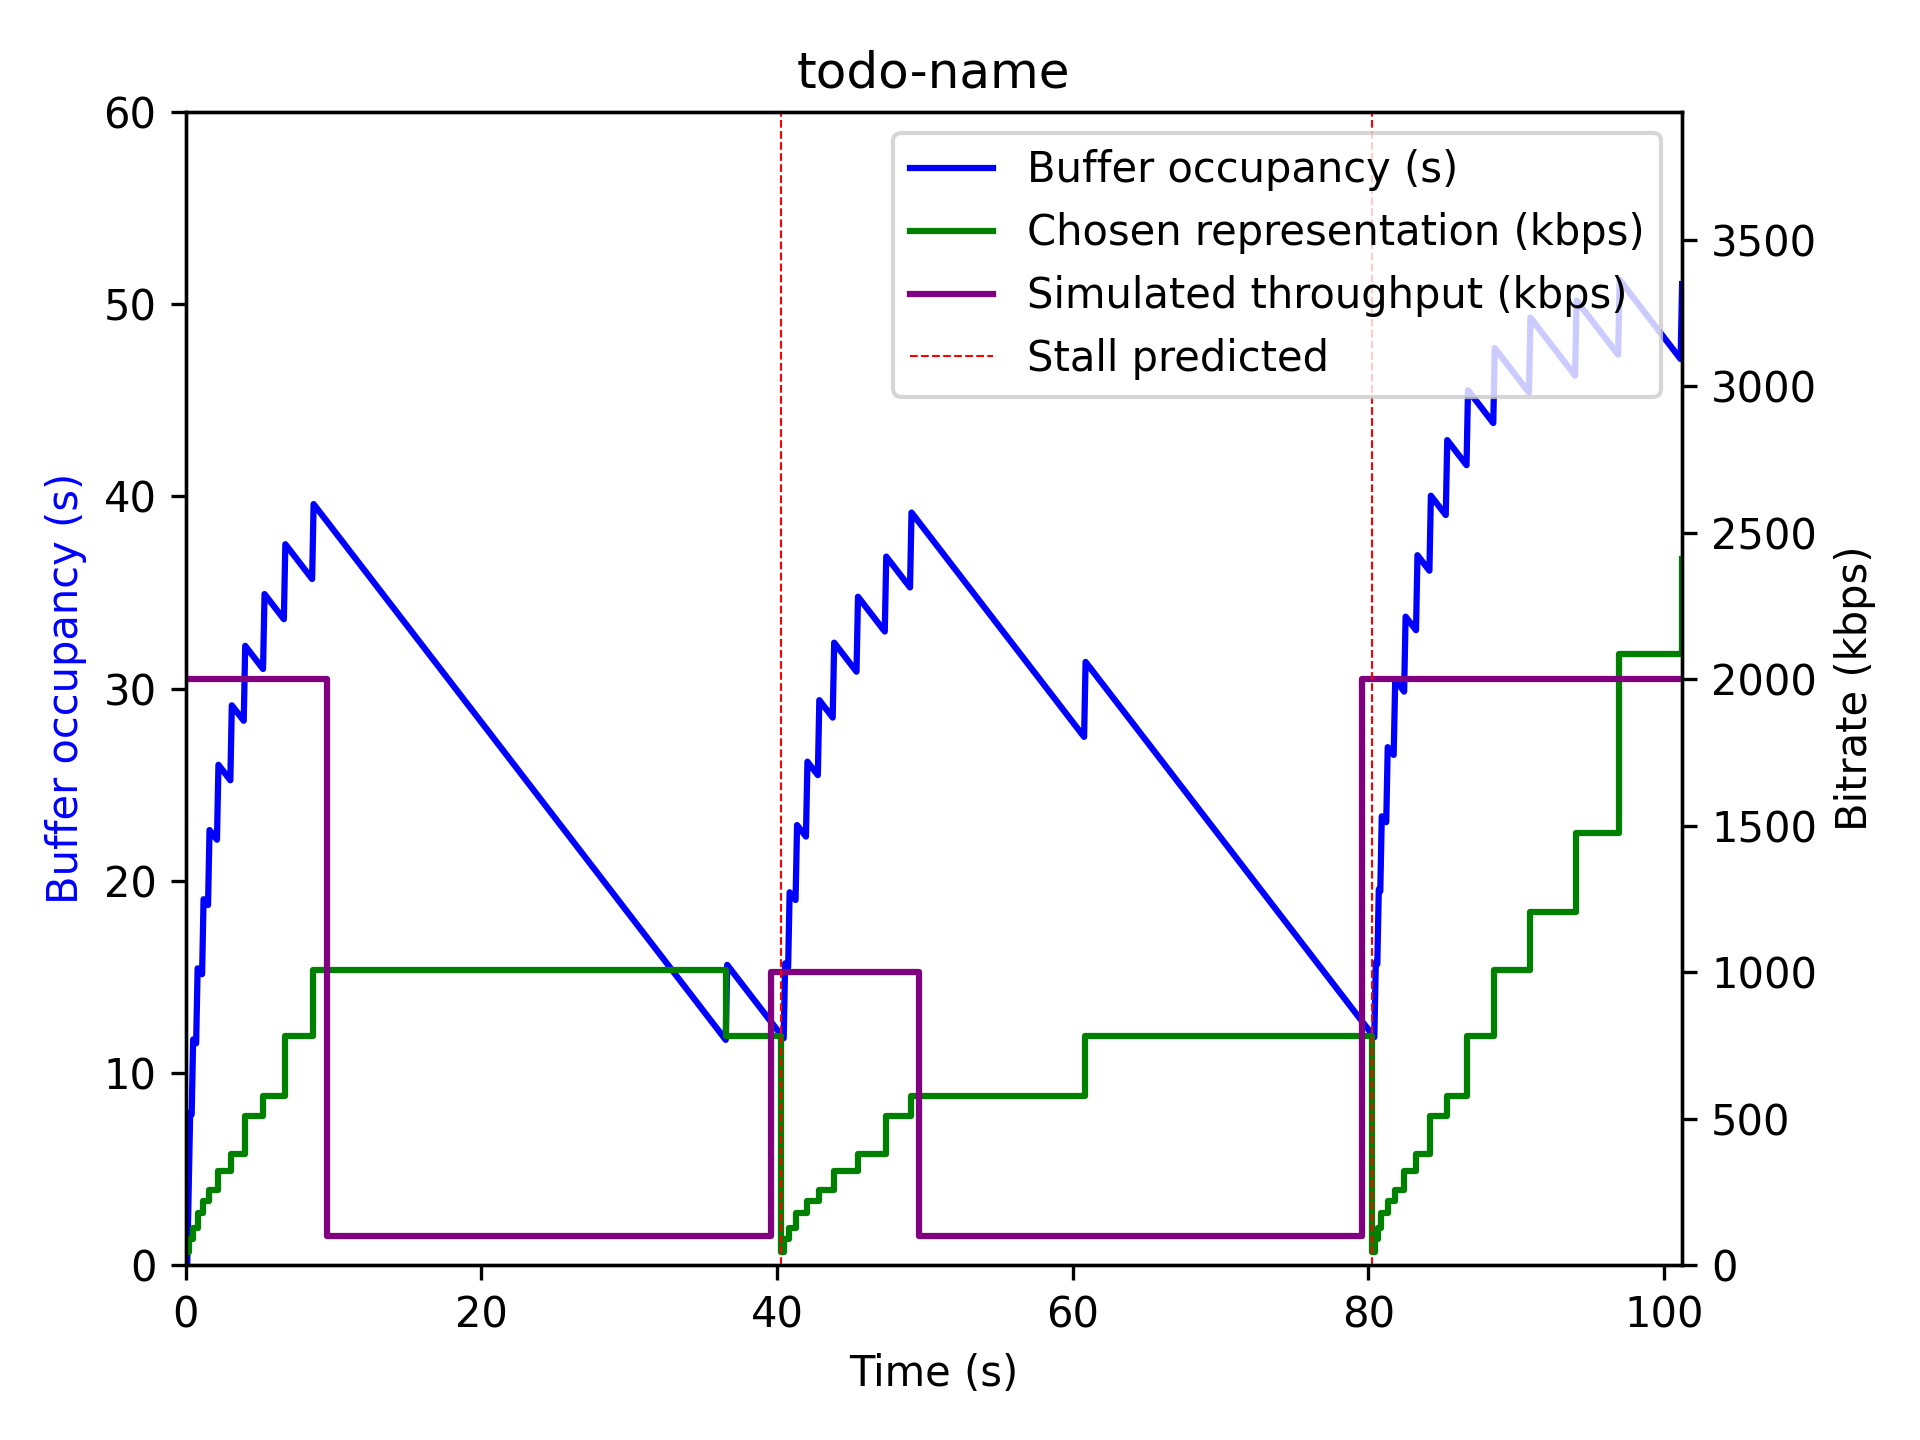 todo-name
60
50
40
30
20
10
0
Buffer occupancy (s)
Buffer occupancy (s)
Chosen representation (kbps)
Simulated throughput (kbps)
Stall predicted
3500
3000
2500
2000
1500
1000
500
0
Bitrate (kbps)
0 20 40 60 80 100
Time (s)